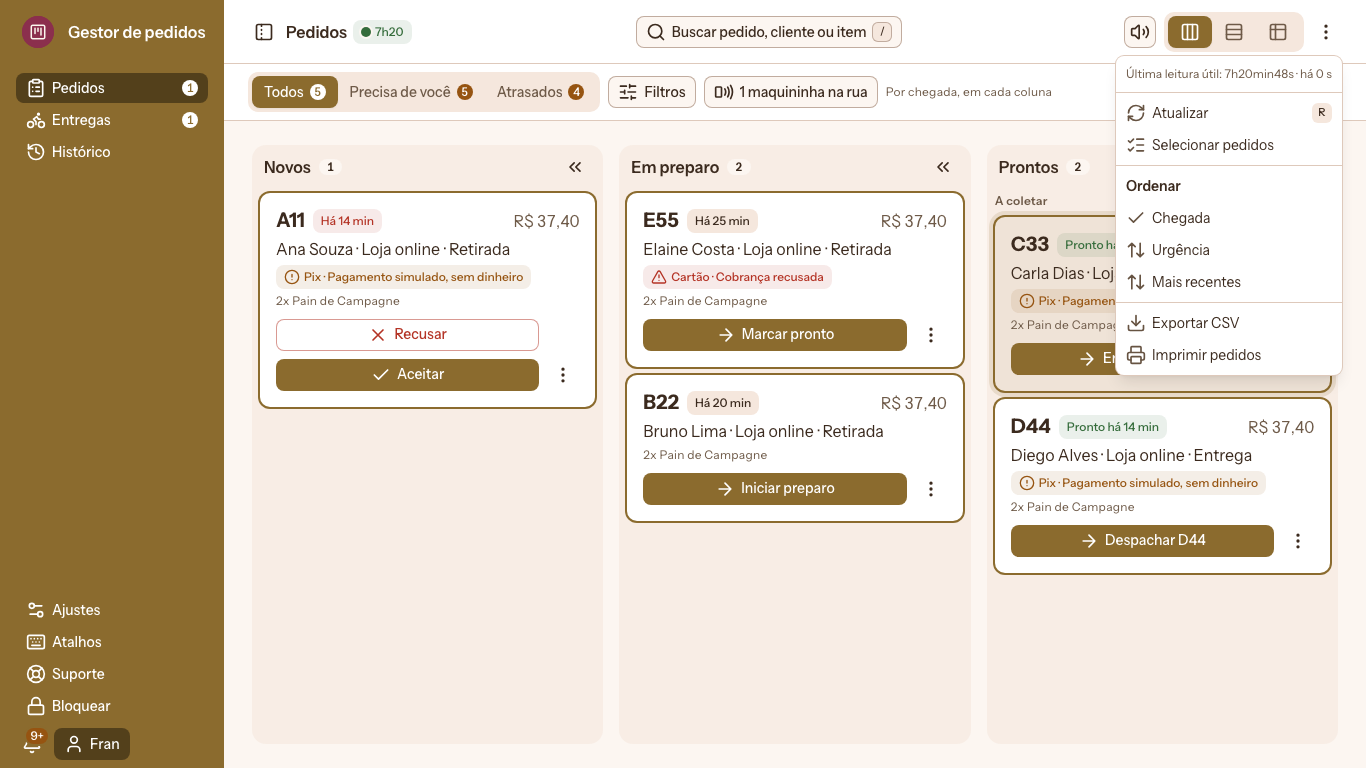 Gestor de pedidos
Pedidos 1
Entregas 1
Histórico
Ajustes
Atalhos
Suporte
Bloquear
9+
Fran
Pedidos 7h20
Buscar pedido, cliente ou item /
Todos 5
Precisa de você 5
Atrasados 4
Filtros
1 maquininha na rua
Por chegada, em cada coluna
Novos 1
A11 Há 14 min R$ 37,40
Ana Souza · Loja online · Retirada
Pix · Pagamento simulado, sem dinheiro
2x Pain de Campagne
Recusar
Aceitar
Em preparo 2
E55 Há 25 min R$ 37,40
Elaine Costa · Loja online · Retirada
Cartão · Cobrança recusada
2x Pain de Campagne
Marcar pronto
B22 Há 20 min R$ 37,40
Bruno Lima · Loja online · Retirada
2x Pain de Campagne
Iniciar preparo
Prontos 2
A coletar
C33 Pronto há
Carla Dias · Loj
Pix · Pagamen
2x Pain de Campag
D44 Pronto há 14 min R$ 37,40
Diego Alves · Loja online · Entrega
Pix · Pagamento simulado, sem dinheiro
2x Pain de Campagne
Despachar D44
Última leitura útil: 7h20min48s · há 0 s
Atualizar R
Selecionar pedidos
Ordenar
Chegada
Urgência
Mais recentes
Exportar CSV
Imprimir pedidos